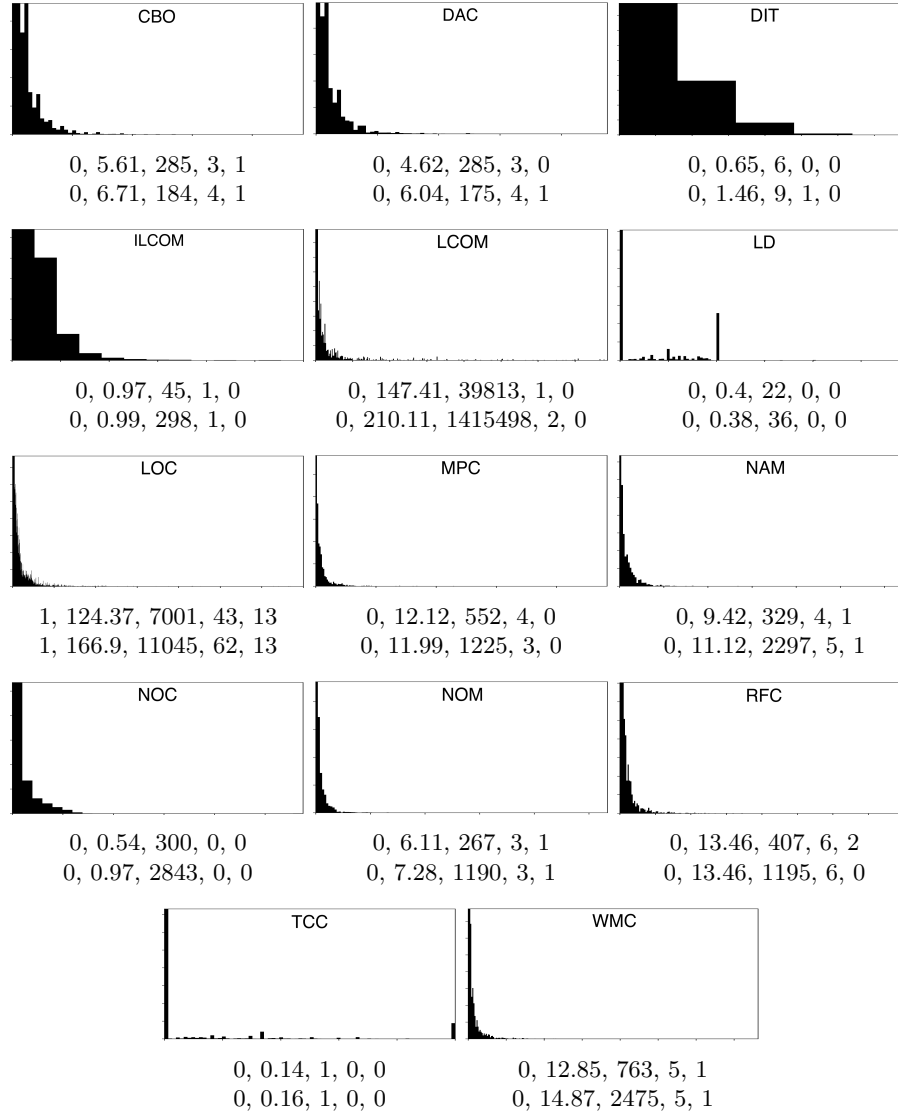 CBO
DAC
DIT
0, 5.61, 285, 3, 1
0, 6.71, 184, 4, 1
0, 4.62, 285, 3, 0
0, 6.04, 175, 4, 1
0, 0.65, 6, 0, 0
0, 1.46, 9, 1, 0
ILCOM
LCOM
LD
0, 0.97, 45, 1, 0
0, 0.99, 298, 1, 0
0, 147.41, 39813, 1, 0
0, 210.11, 1415498, 2, 0
0, 0.4, 22, 0, 0
0, 0.38, 36, 0, 0
LOC
MPC
NAM
1, 124.37, 7001, 43, 13
1, 166.9, 11045, 62, 13
0, 12.12, 552, 4, 0
0, 11.99, 1225, 3, 0
0, 9.42, 329, 4, 1
0, 11.12, 2297, 5, 1
NOC
NOM
RFC
0, 0.54, 300, 0, 0
0, 0.97, 2843, 0, 0
0, 6.11, 267, 3, 1
0, 7.28, 1190, 3, 1
0, 13.46, 407, 6, 2
0, 13.46, 1195, 6, 0
TCC
WMC
0, 0.14, 1, 0, 0
0, 0.16, 1, 0, 0
0, 12.85, 763, 5, 1
0, 14.87, 2475, 5, 1